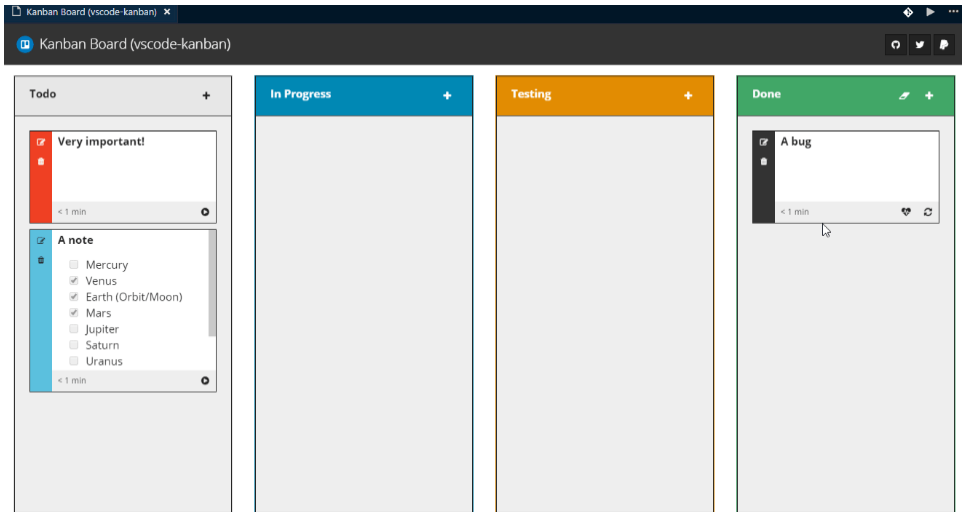 Kanban Board (vscode-kanban)
Kanban Board (vscode-kanban)
Todo
Very important!
< 1 min
A note
Mercury
Venus
Earth (Orbit/Moon)
Mars
Jupiter
Saturn
Uranus
< 1 min
In Progress
Testing
Done
A bug
< 1 min